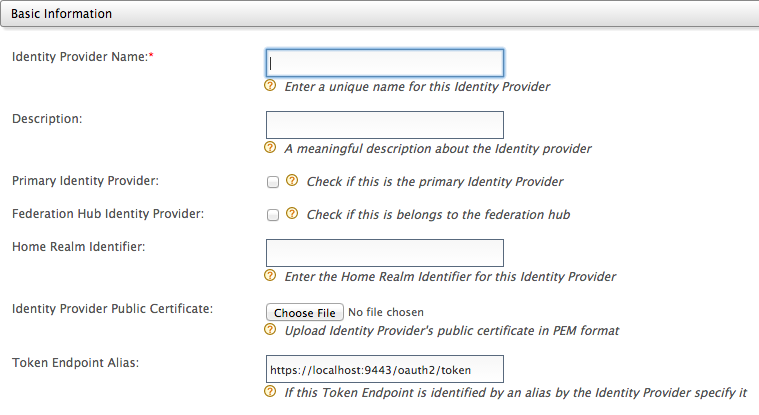 Basic Information
Identity Provider Name:*
? Enter a unique name for this Identity Provider
Description:
? A meaningful description about the Identity provider
Primary Identity Provider: ? Check if this is the primary Identity Provider
Federation Hub Identity Provider: ? Check if this is belongs to the federation hub
Home Realm Identifier:
? Enter the Home Realm Identifier for this Identity Provider
Identity Provider Public Certificate: Choose File No file chosen
? Upload Identity Provider's public certificate in PEM format
Token Endpoint Alias: https://localhost:9443/oauth2/token
? If this Token Endpoint is identified by an alias by the Identity Provider specify it